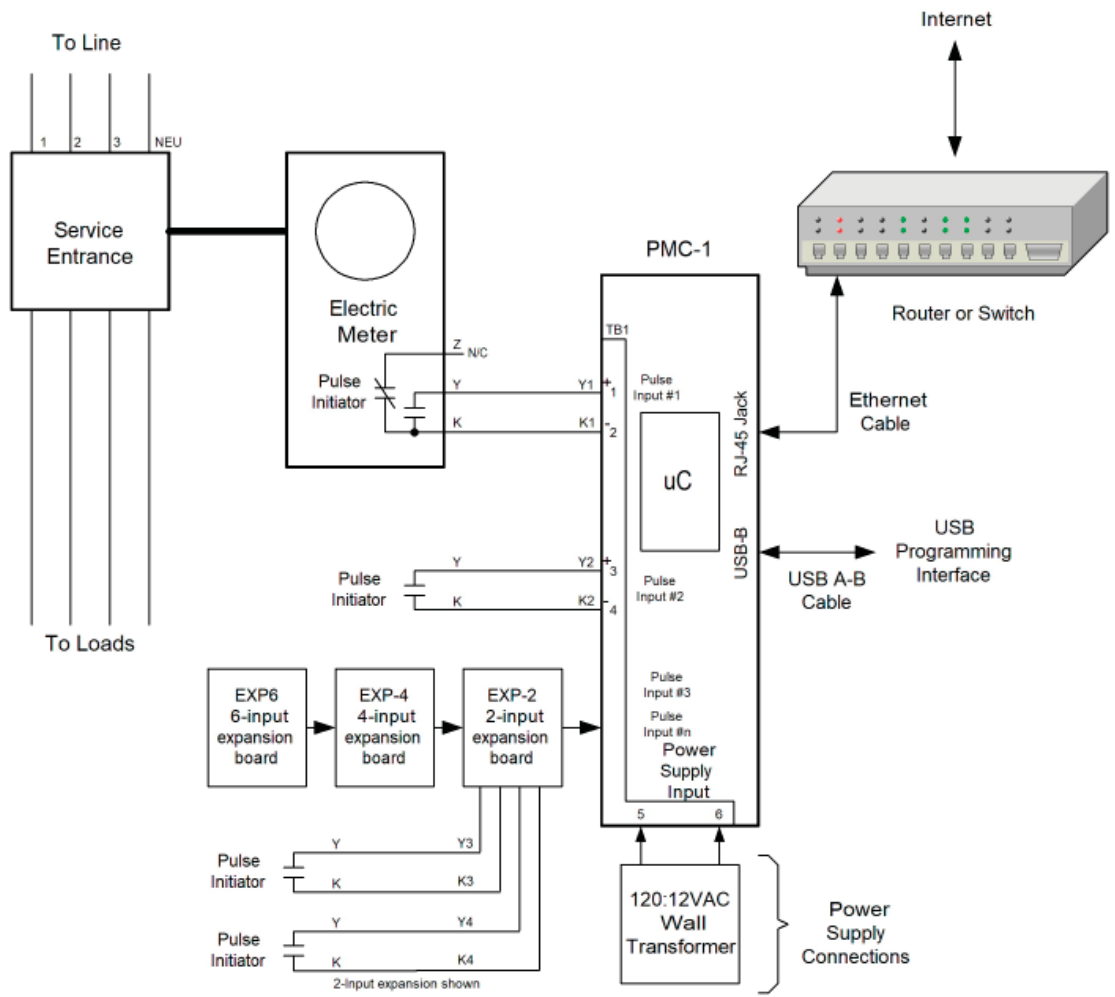 Internet
To Line
1 2 3 NEU
Service
Entrance
Electric
Meter
Z N/C
Pulse
Initiator
Y
K
PMC-1
TB1
Y1 + 1
K1 - 2
Pulse
Input #1
uC
RJ-45 Jack
USB-B
Router or Switch
Ethernet
Cable
USB
Programming
Interface
USB A-B
Cable
Pulse
Initiator
Y
K
Y2 + 3
K2 - 4
Pulse
Input #2
To Loads
EXP6
6-input
expansion
board
EXP-4
4-input
expansion
board
EXP-2
2-input
expansion
board
Pulse
Input #3
Pulse
Input #n
Power
Supply
Input
5 6
Pulse
Initiator
Y Y3
K K3
Pulse
Initiator
Y Y4
K K4
2-Input expansion shown
120:12VAC
Wall
Transformer
Power
Supply
Connections